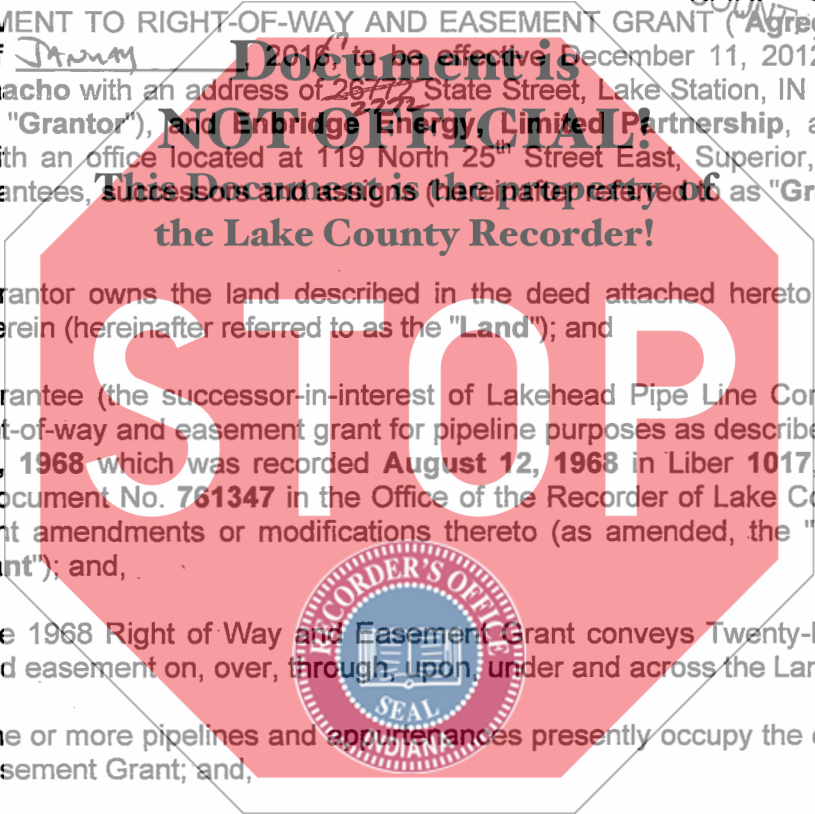 MENT TO RIGHT-OF-WAY AND EASEMENT GRANT ("Agree
f JANUARY, 2016, to be effective December 11, 2012
Document is
acho with an address of 26772 State Street, Lake Station, IN
3392
"Grantor"), and Enbridge Energy, Limited Partnership, a
NOT OFFICIAL!
th an office located at 119 North 25th Street East, Superior,
antees, successors and assigns (hereinafter referred to as "Gr
This Document is the property of
the Lake County Recorder!
rantor owns the land described in the deed attached hereto
erein (hereinafter referred to as the "Land"); and
STOP
rantee (the successor-in-interest of Lakehead Pipe Line Con
t-of-way and easement grant for pipeline purposes as describe
, 1968 which was recorded August 12, 1968 in Liber 1017,
ocument No. 761347 in the Office of the Recorder of Lake Co
nt amendments or modifications thereto (as amended, the "
nt"); and,
RECORDER'S OFFICE
e 1968 Right of Way and Easement Grant conveys Twenty-
d easement on, over, through, upon, under and across the Lan
SEAL
INDIANA
e or more pipelines and appurtenances presently occupy the
sement Grant; and,